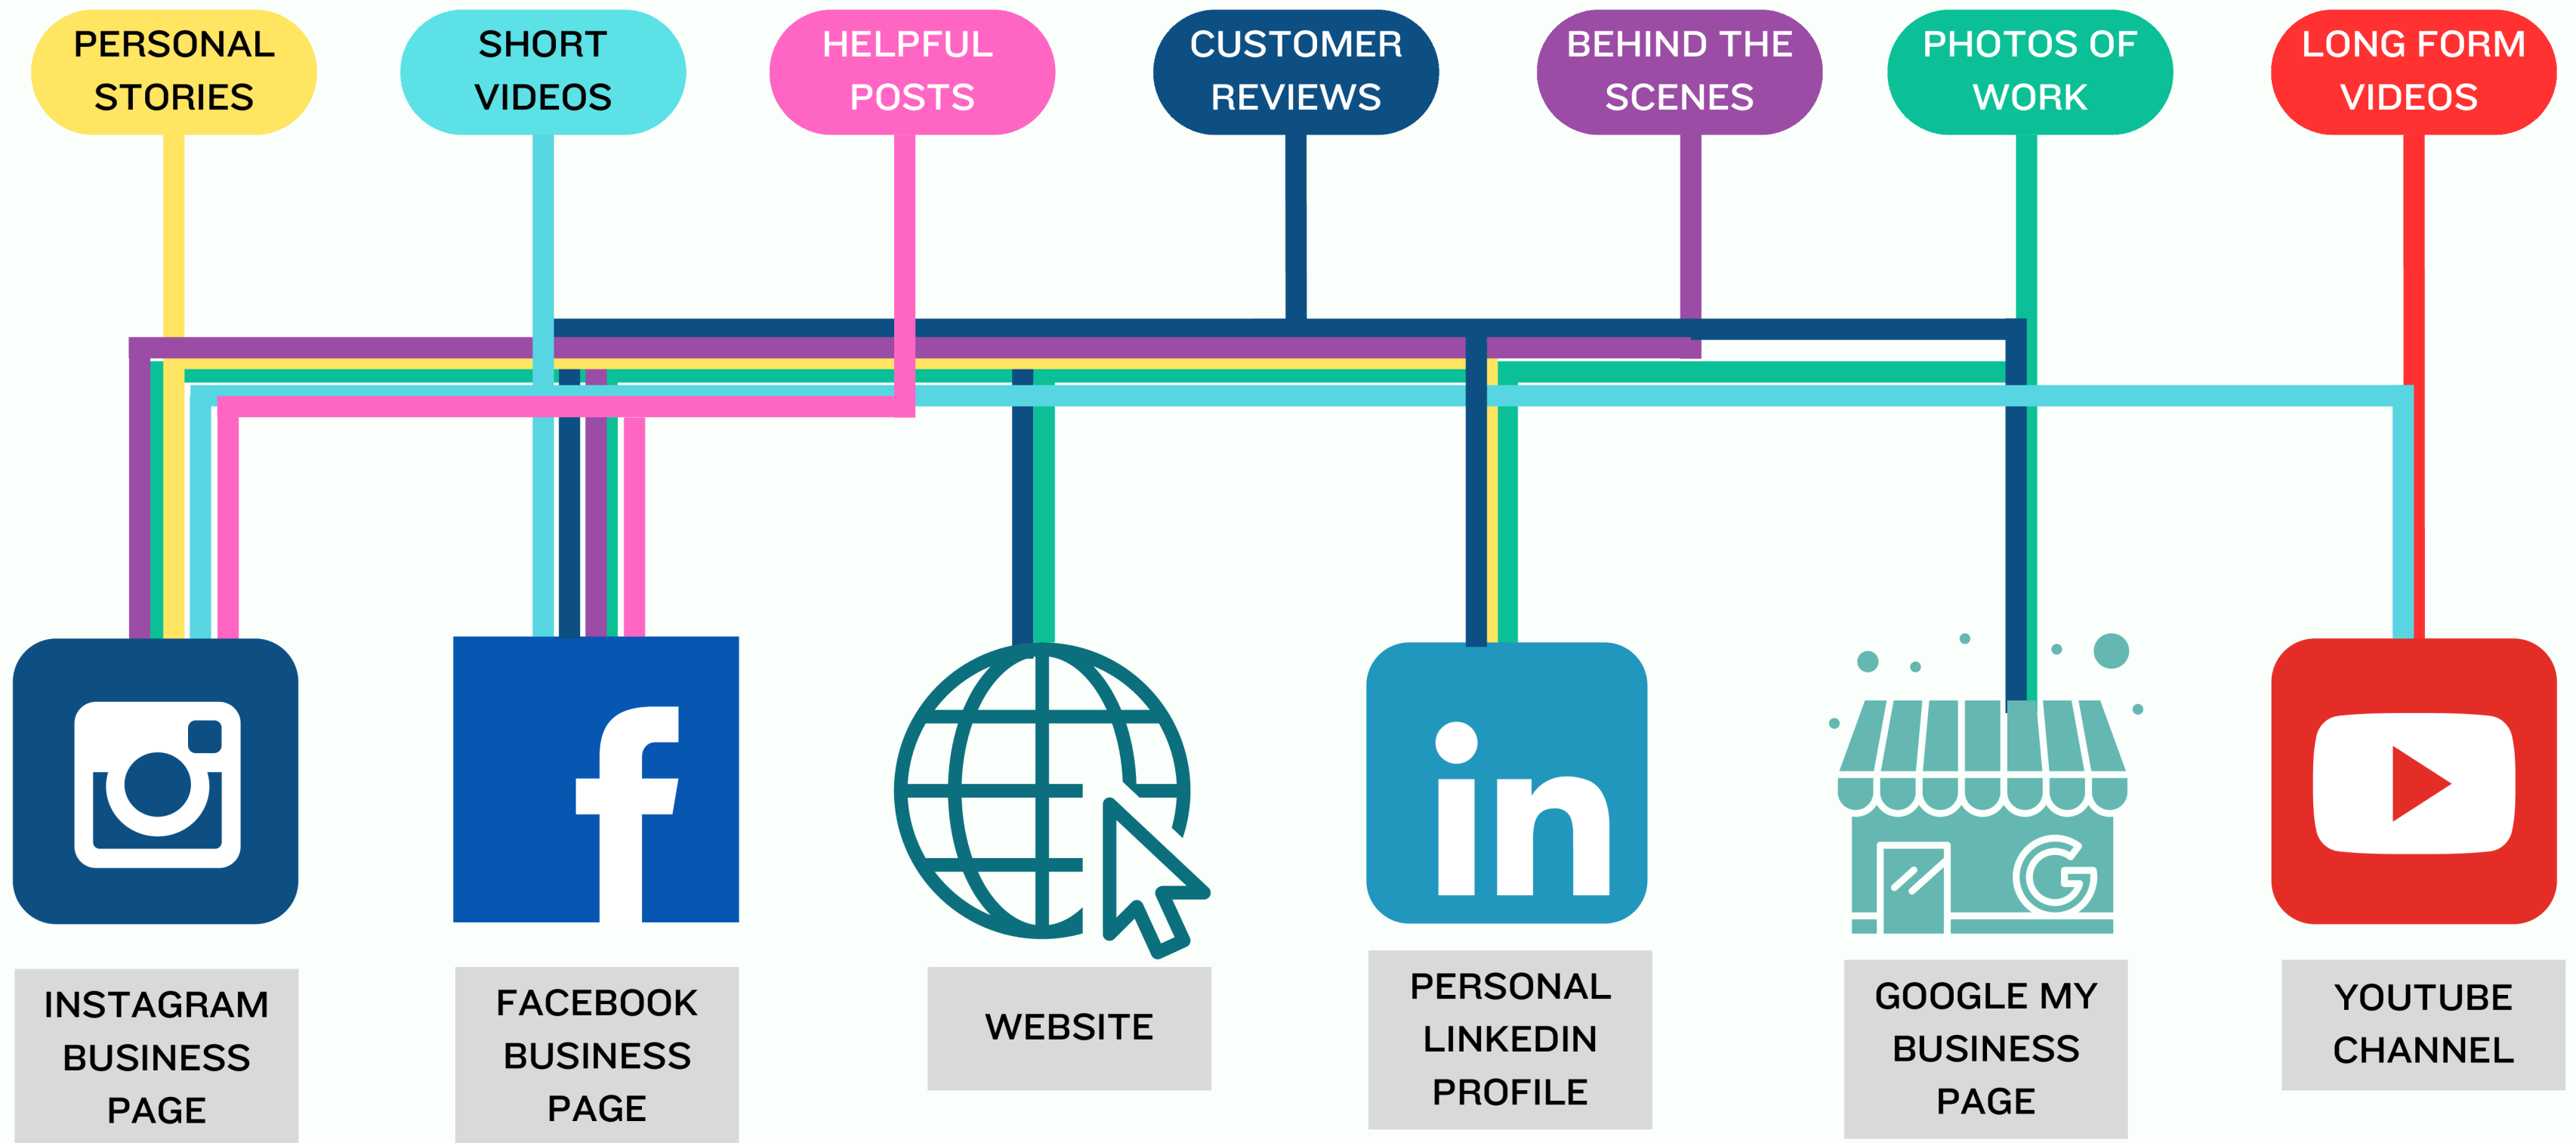 PERSONAL
STORIES
SHORT
VIDEOS
HELPFUL
POSTS
CUSTOMER
REVIEWS
BEHIND THE
SCENES
PHOTOS OF
WORK
LONG FORM
VIDEOS
f
in
G
INSTAGRAM
BUSINESS
PAGE
FACEBOOK
BUSINESS
PAGE
WEBSITE
PERSONAL
LINKEDIN
PROFILE
GOOGLE MY
BUSINESS
PAGE
YOUTUBE
CHANNEL